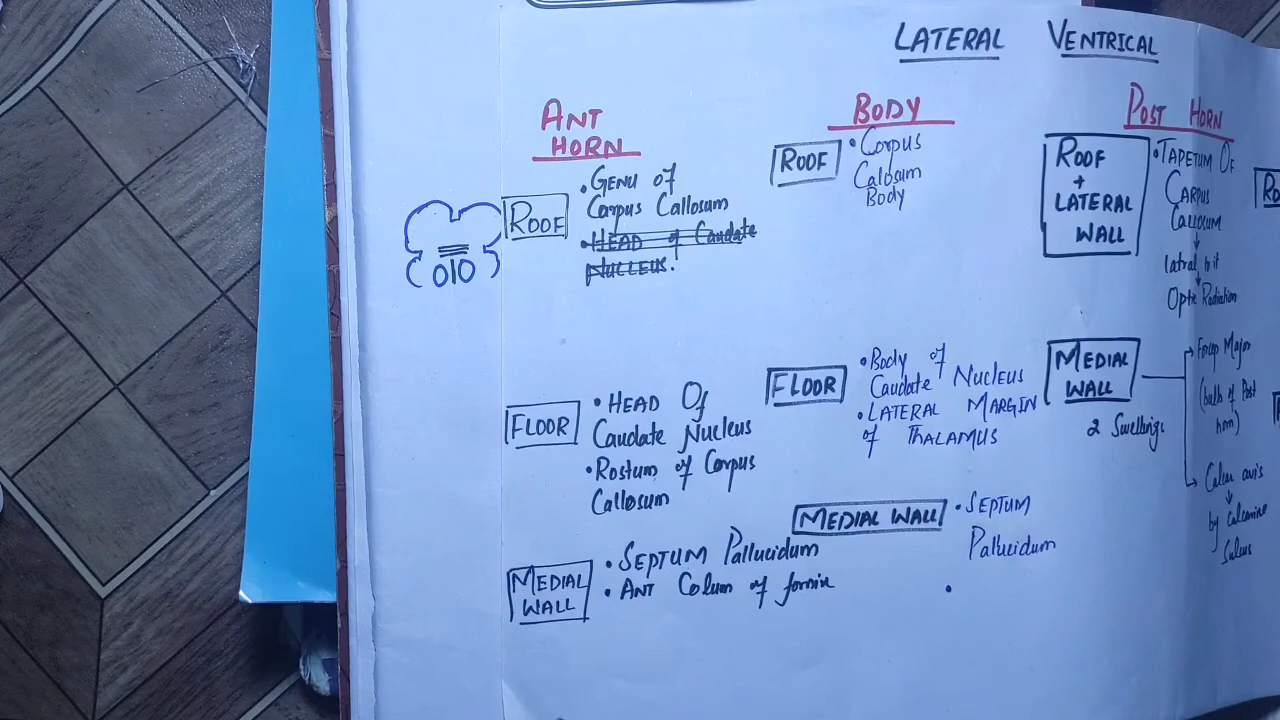 LATERAL VENTRICAL
ANT
HORN
ROOF
• GENU of
Corpus Callosum
• HEAD of Caudate
NUCLEUS.
FLOOR
• HEAD Of
Caudate Nucleus
• Rostum of Corpus
Callosum
MEDIAL
WALL
• SEPTUM Pallucidum
• ANT Colum of fornix
BODY
ROOF
• Corpus
Calosum
Body
FLOOR
• Body of
Caudate Nucleus
• LATERAL MARGIN
of THALAMUS
MEDIAL WALL
• SEPTUM
Pallucidum
•
POST HORN
ROOF
+
LATERAL
WALL
• TAPETUM Of
CARPUS
Callosum
latral to it
Optic Radiation
MEDIAL
WALL
2 Swellings
Forcep Major
(bulb of Post
horn)
Calcar avis
by Calcarine
Sulcus